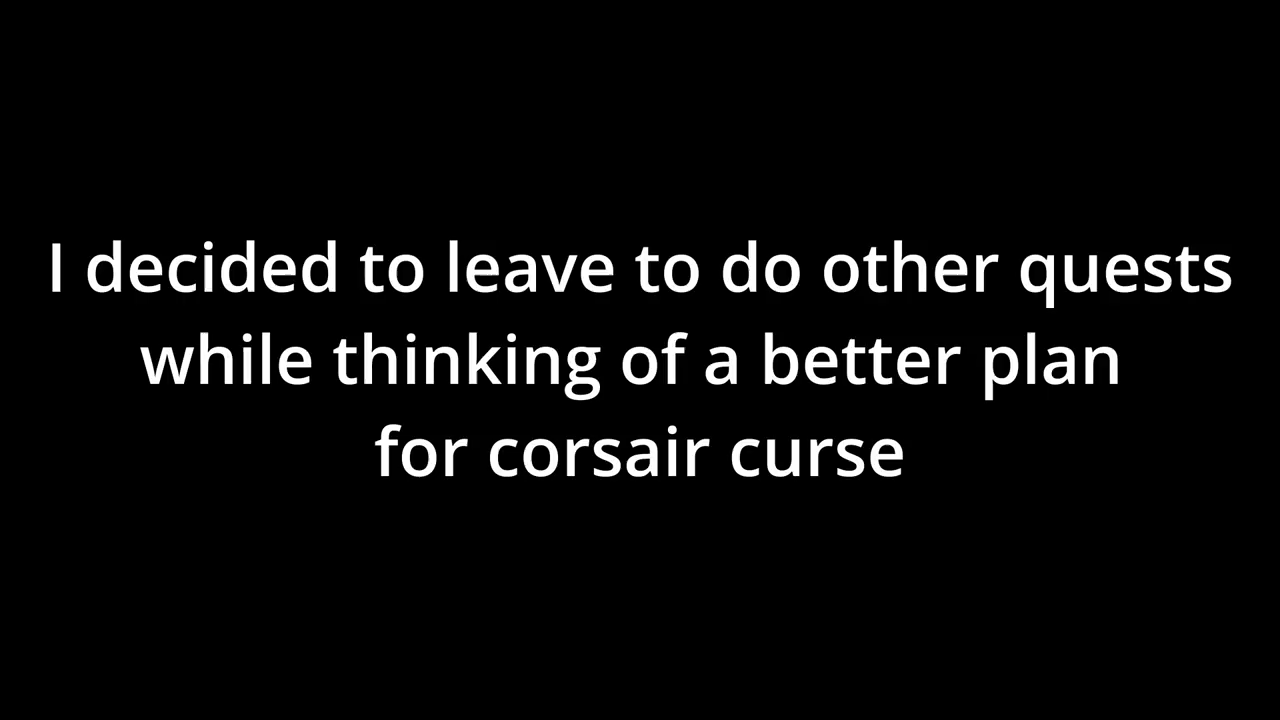 I decided to leave to do other quests
while thinking of a better plan
for corsair curse